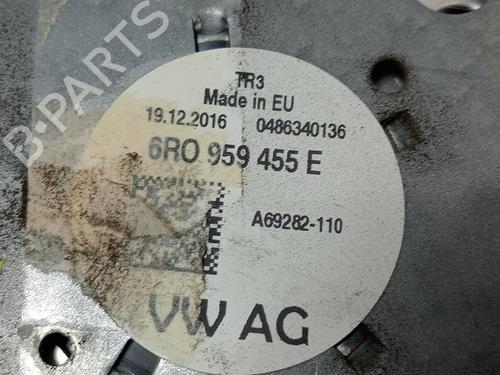 B-PARTS
TR3
Made in EU
19.12.2016 0486340136
6R0 959 455 E
A69282-110
VW AG